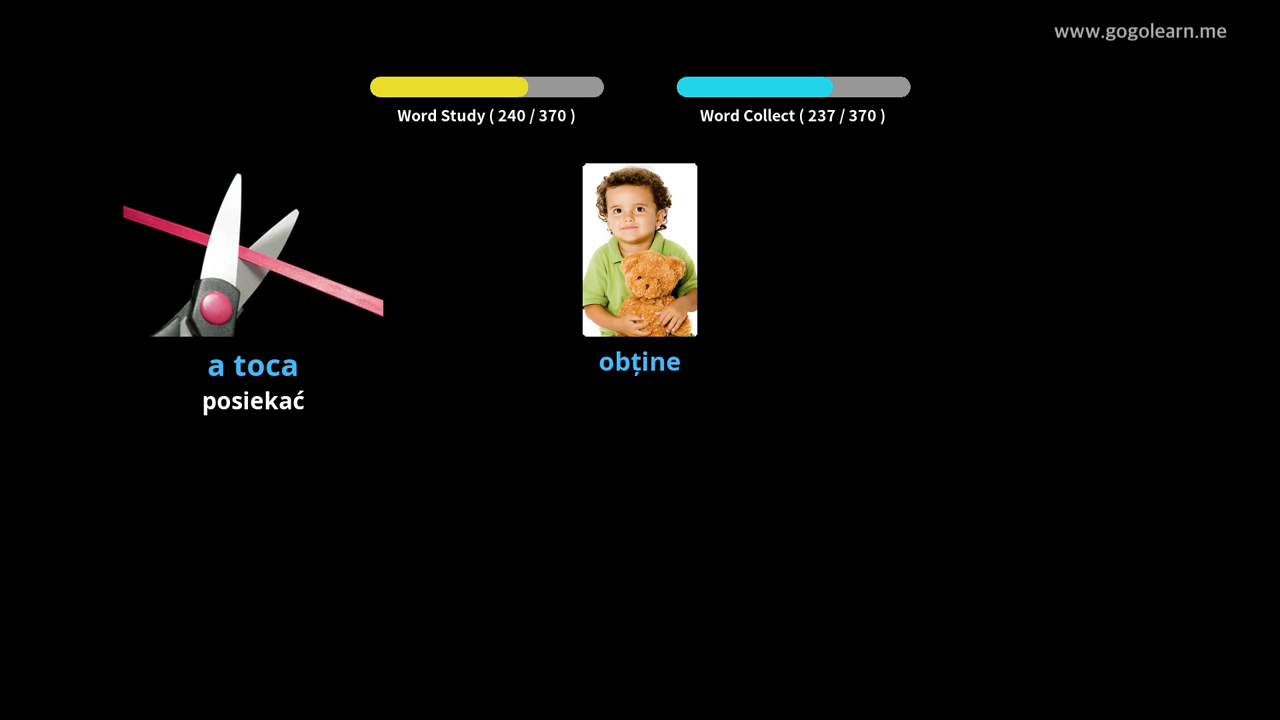 www.gogolearn.me
Word Study ( 240 / 370 )
Word Collect ( 237 / 370 )
a toca
posiekać
obține